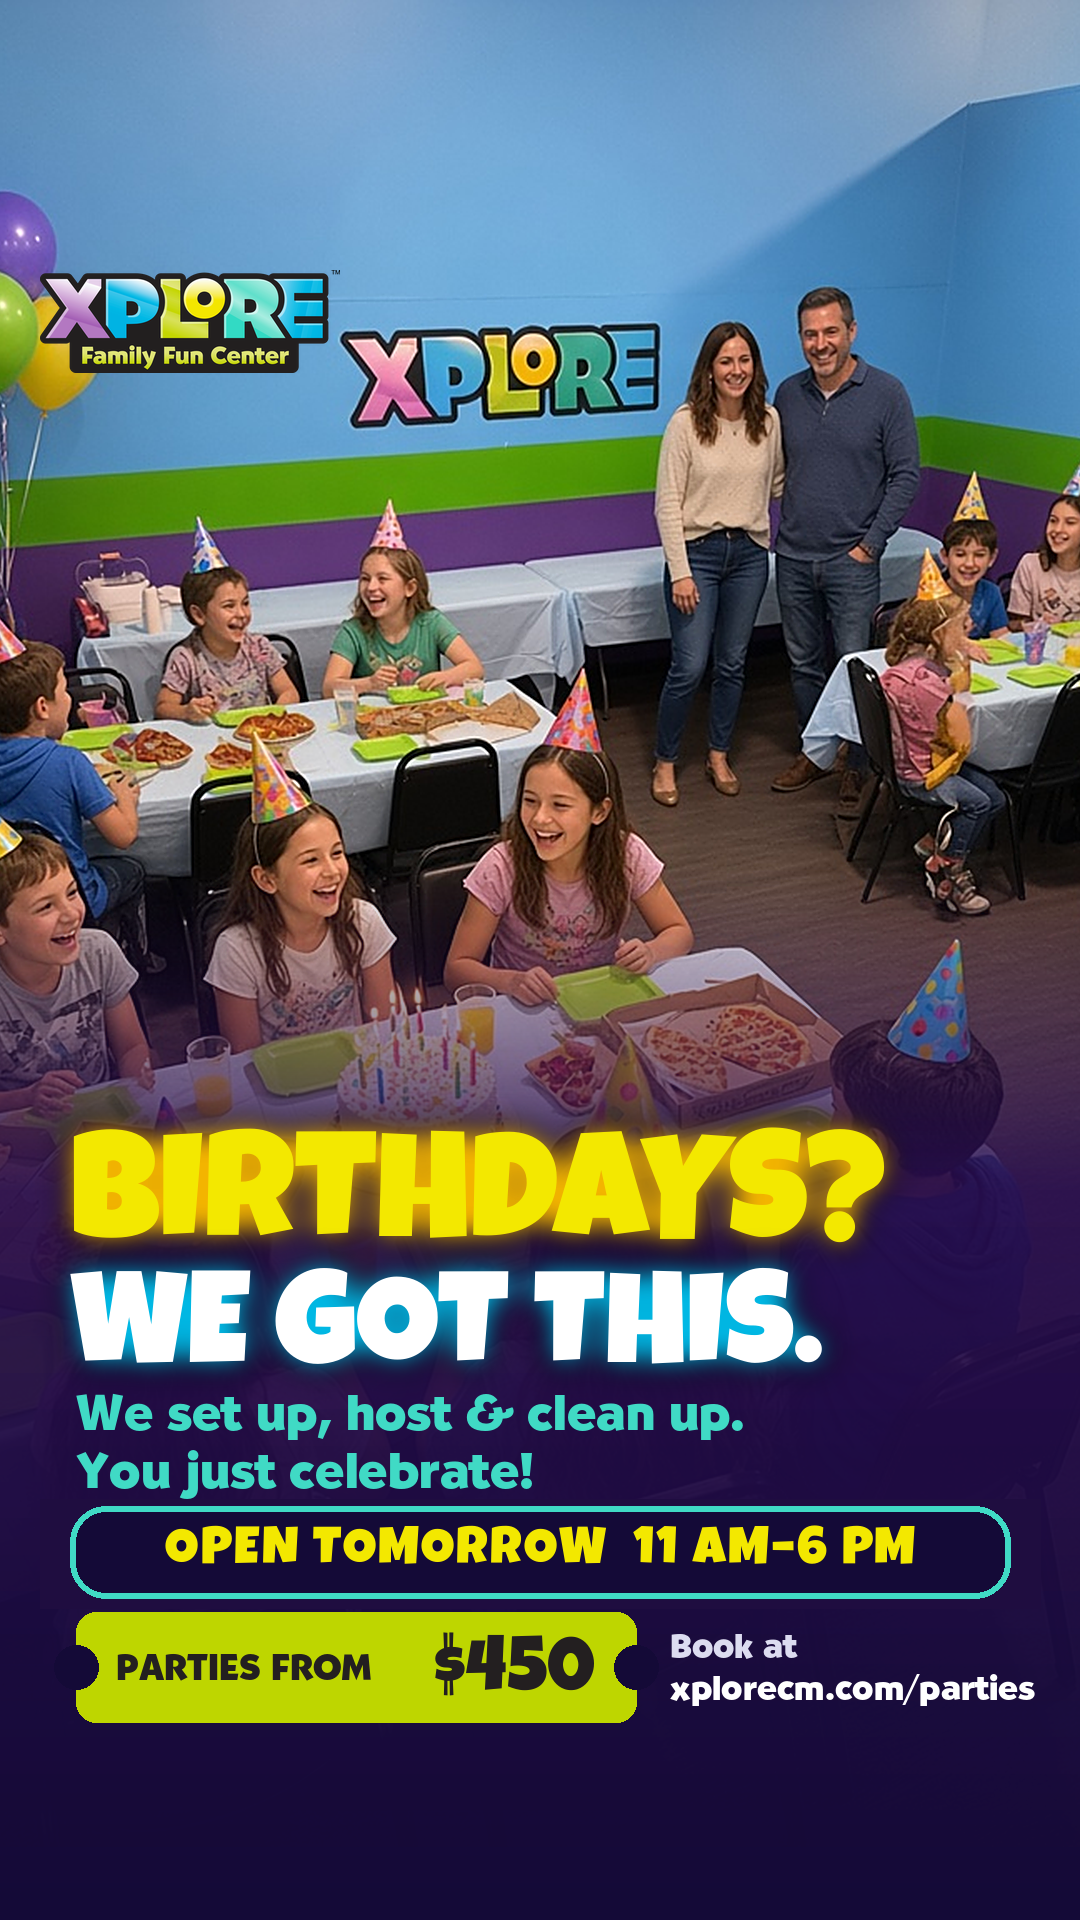 XPLORE™
Family Fun Center
XPLORE
BIRTHDAYS?
WE GOT THIS.
We set up, host & clean up.
You just celebrate!
OPEN TOMORROW 11 AM–6 PM
PARTIES FROM $450
Book at
xplorecm.com/parties